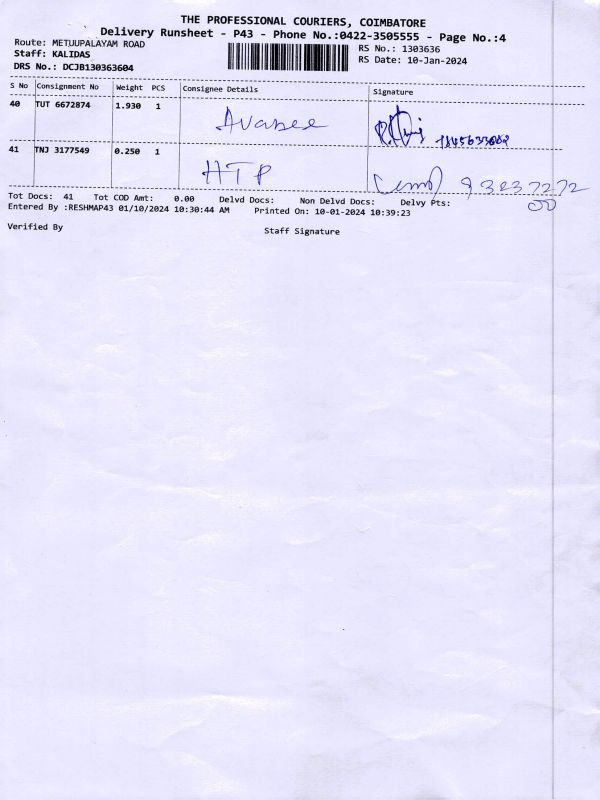 THE PROFESSIONAL COURIERS, COIMBATORE
Delivery Runsheet - P43 - Phone No.:0422-3505555 - Page No.:4
Route: METUUPALAYAM ROAD
RS No.: 1303636
Staff: KALIDAS
RS Date: 10-Jan-2024
DRS No.: DCJB130363604
S No Consignment No Weight PCS Consignee Details Signature
40 TUT 6672874 1.930 1
41 TNJ 3177549 0.250 1 HTP
93237272
00
Tot Docs: 41 Tot COD Amt: 0.00 Delvd Docs: Non Delvd Docs: Delvy Pts:
Entered By :RESHMAP43 01/10/2024 10:30:44 AM Printed On: 10-01-2024 10:39:23
Verified By Staff Signature